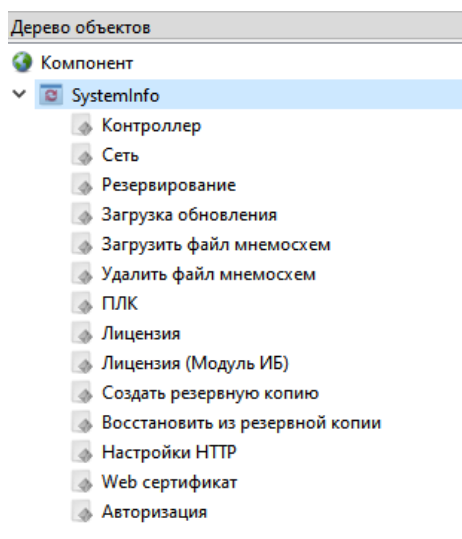 Дерево объектов
Компонент
SystemInfo
Контроллер
Сеть
Резервирование
Загрузка обновления
Загрузить файл мнемосхем
Удалить файл мнемосхем
ПЛК
Лицензия
Лицензия (Модуль ИБ)
Создать резервную копию
Восстановить из резервной копии
Настройки HTTP
Web сертификат
Авторизация